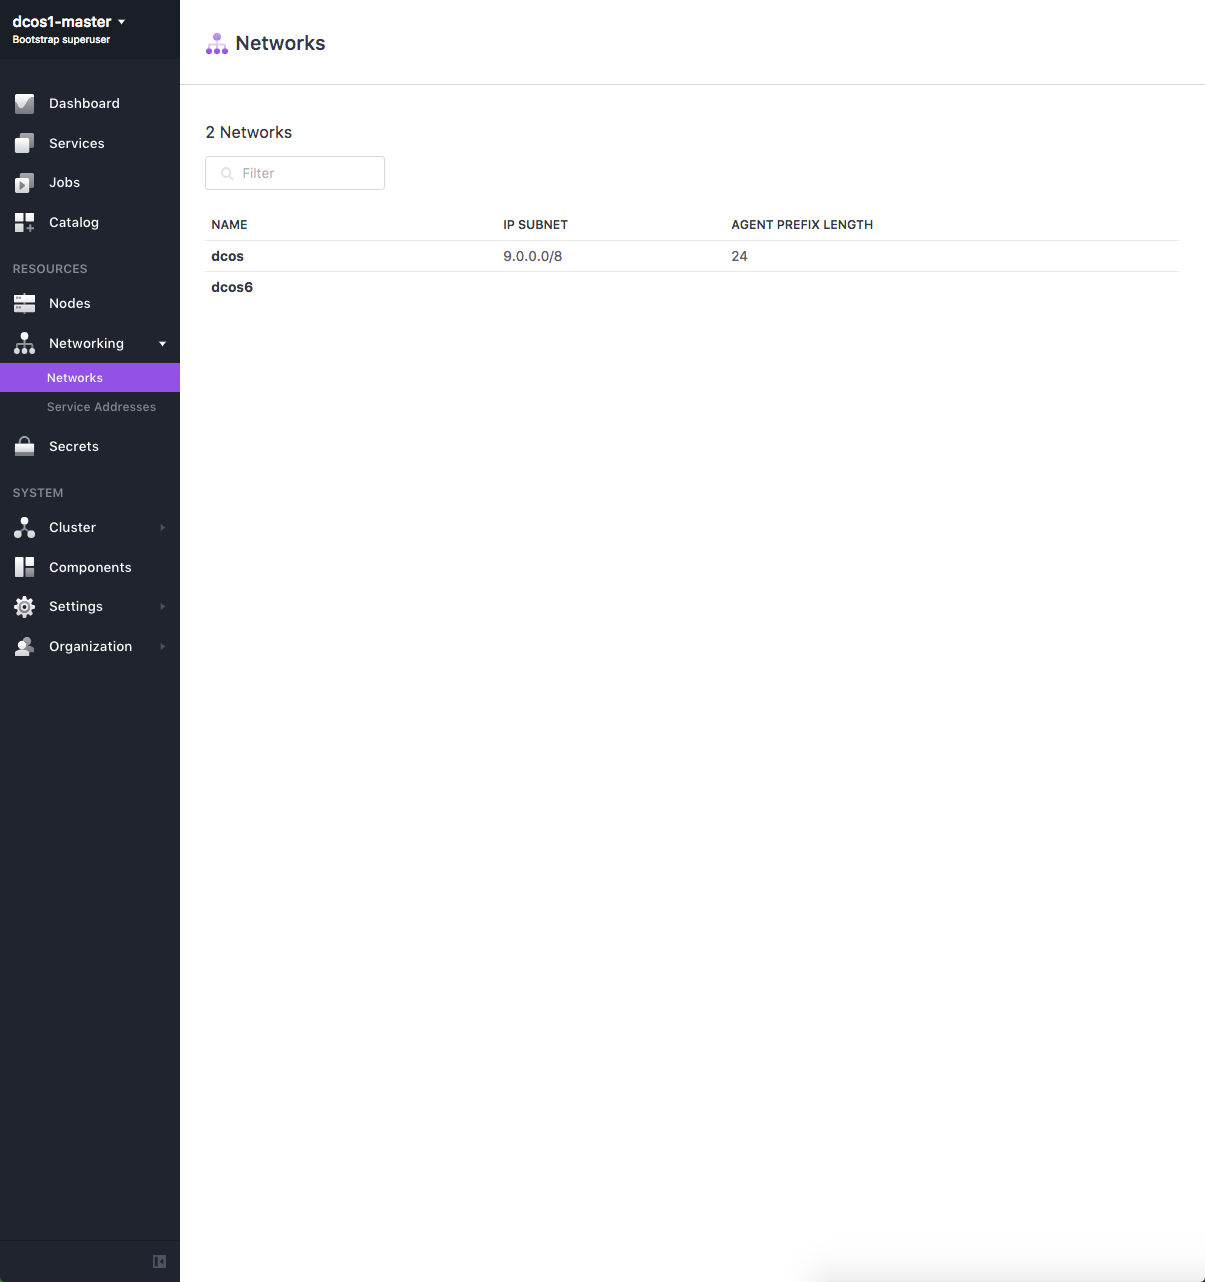 dcos1-master
Bootstrap superuser
Dashboard
Services
Jobs
Catalog
RESOURCES
Nodes
Networking
Networks
Service Addresses
Secrets
SYSTEM
Cluster
Components
Settings
Organization
Networks
2 Networks
Filter
NAME IP SUBNET AGENT PREFIX LENGTH
dcos 9.0.0.0/8 24
dcos6